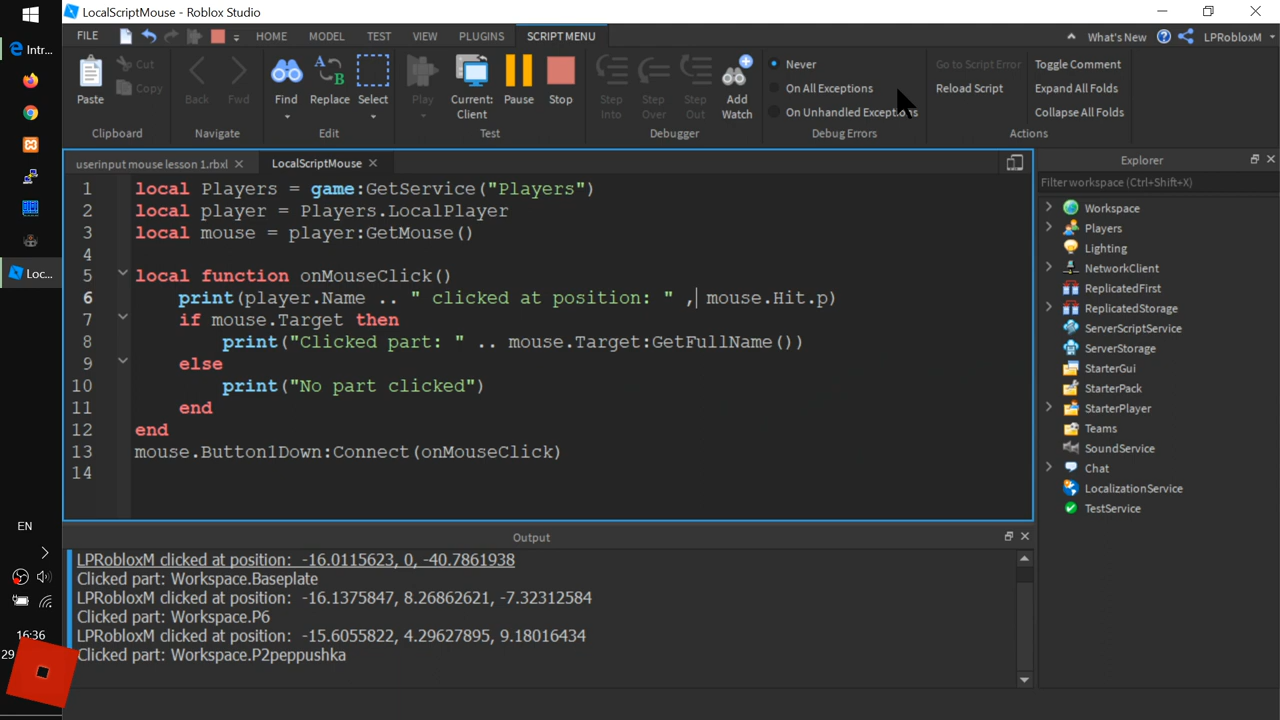 LocalScriptMouse - Roblox Studio
Intr...
FILE HOME MODEL TEST VIEW PLUGINS SCRIPT MENU What's New LPRobloxM
Paste Cut Copy
Clipboard
Back Fwd
Navigate
Find Replace Select
Edit
Play Current: Client Pause Stop
Test
Step Into Step Over Step Out Add Watch
Debugger
Never
On All Exceptions
On Unhandled Exceptions
Debug Errors
Go to Script Error
Reload Script
Toggle Comment
Expand All Folds
Collapse All Folds
Actions
userinput mouse lesson 1.rbxl
LocalScriptMouse
1 local Players = game:GetService("Players")
2 local player = Players.LocalPlayer
3 local mouse = player:GetMouse()
4
5 local function onMouseClick()
6 print(player.Name .. " clicked at position: " , mouse.Hit.p)
7 if mouse.Target then
8 print("Clicked part: " .. mouse.Target:GetFullName())
9 else
10 print("No part clicked")
11 end
12 end
13 mouse.Button1Down:Connect(onMouseClick)
14
Explorer
Filter workspace (Ctrl+Shift+X)
Workspace
Players
Lighting
NetworkClient
ReplicatedFirst
ReplicatedStorage
ServerScriptService
ServerStorage
StarterGui
StarterPack
StarterPlayer
Teams
SoundService
Chat
LocalizationService
TestService
Output
LPRobloxM clicked at position: -16.0115623, 0, -40.7861938
Clicked part: Workspace.Baseplate
LPRobloxM clicked at position: -16.1375847, 8.26862621, -7.32312584
Clicked part: Workspace.P6
LPRobloxM clicked at position: -15.6055822, 4.29627895, 9.18016434
Clicked part: Workspace.P2peppushka
Loc...
EN
16:36
29